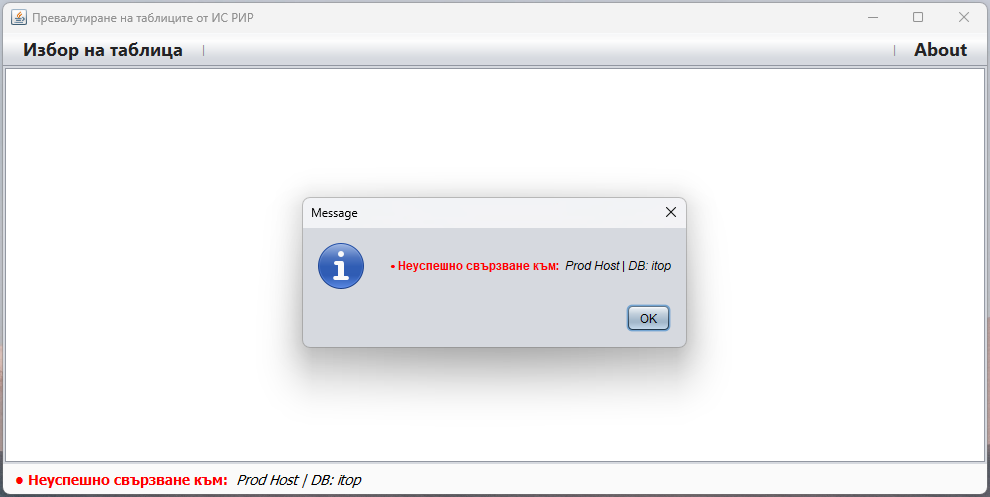 Превалутиране на таблиците от ИС РИР
Избор на таблица | | About
Message
• Неуспешно свързване към: Prod Host | DB: itop
OK
• Неуспешно свързване към: Prod Host | DB: itop